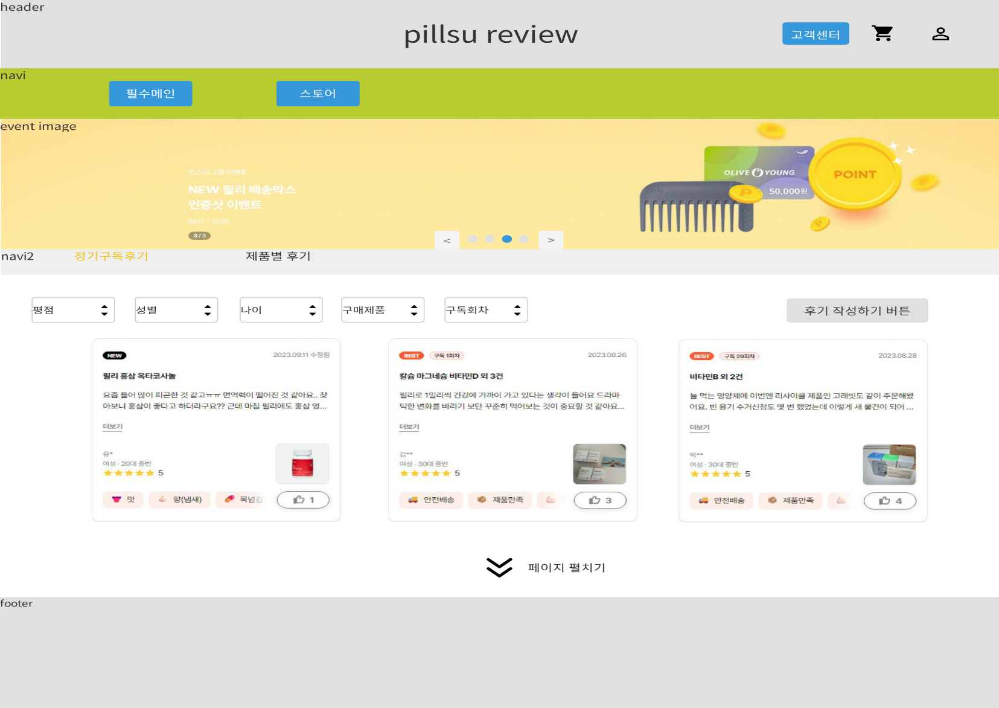 header
pillsu review
고객센터
navi
필수메인
스토어
event image
인스타그램 이벤트
NEW 필리 배송박스
인증샷 이벤트
08.17 - 12.31
3 / 3
pilly
OLIVE YOUNG
50,000원
POINT
P
P
P
<
>
navi2
정기구독후기
제품별 후기
평점
성별
나이
구매제품
구독회차
후기 작성하기 버튼
NEW
2023.09.11 수정됨
필리 홍삼 옥타코사놀
요즘 들어 많이 피곤한 것 같고ㅠㅠ 면역력이 떨어진 것 같아요.. 찾
아보니 홍삼이 좋다고 하더라구요?? 근데 마침 필리에도 홍삼 영...
더보기
유*
여성 · 20대 중반
5
맛
향(냄새)
목넘김
1
BEST
구독 1회차
2023.08.26
칼슘 마그네슘 비타민D 외 3건
필리로 1밀리씩 건강에 가까이 가고 있다는 생각이 들어요 드라마
틱한 변화를 바라기 보단 꾸준히 먹어보는 것이 중요할 것 같아요...
더보기
김**
여성 · 30대 중반
5
안전배송
제품만족
3
BEST
구독 29회차
2023.08.28
비타민B 외 2건
늘 먹는 영양제에 이번엔 리사이클 제품인 고래빗도 같이 주문해봤
어요. 빈 용기 수거신청도 몇 번 했었는데 이렇게 새 물건이 되어 ...
더보기
박**
여성 · 30대 중반
5
안전배송
제품만족
4
페이지 펼치기
footer